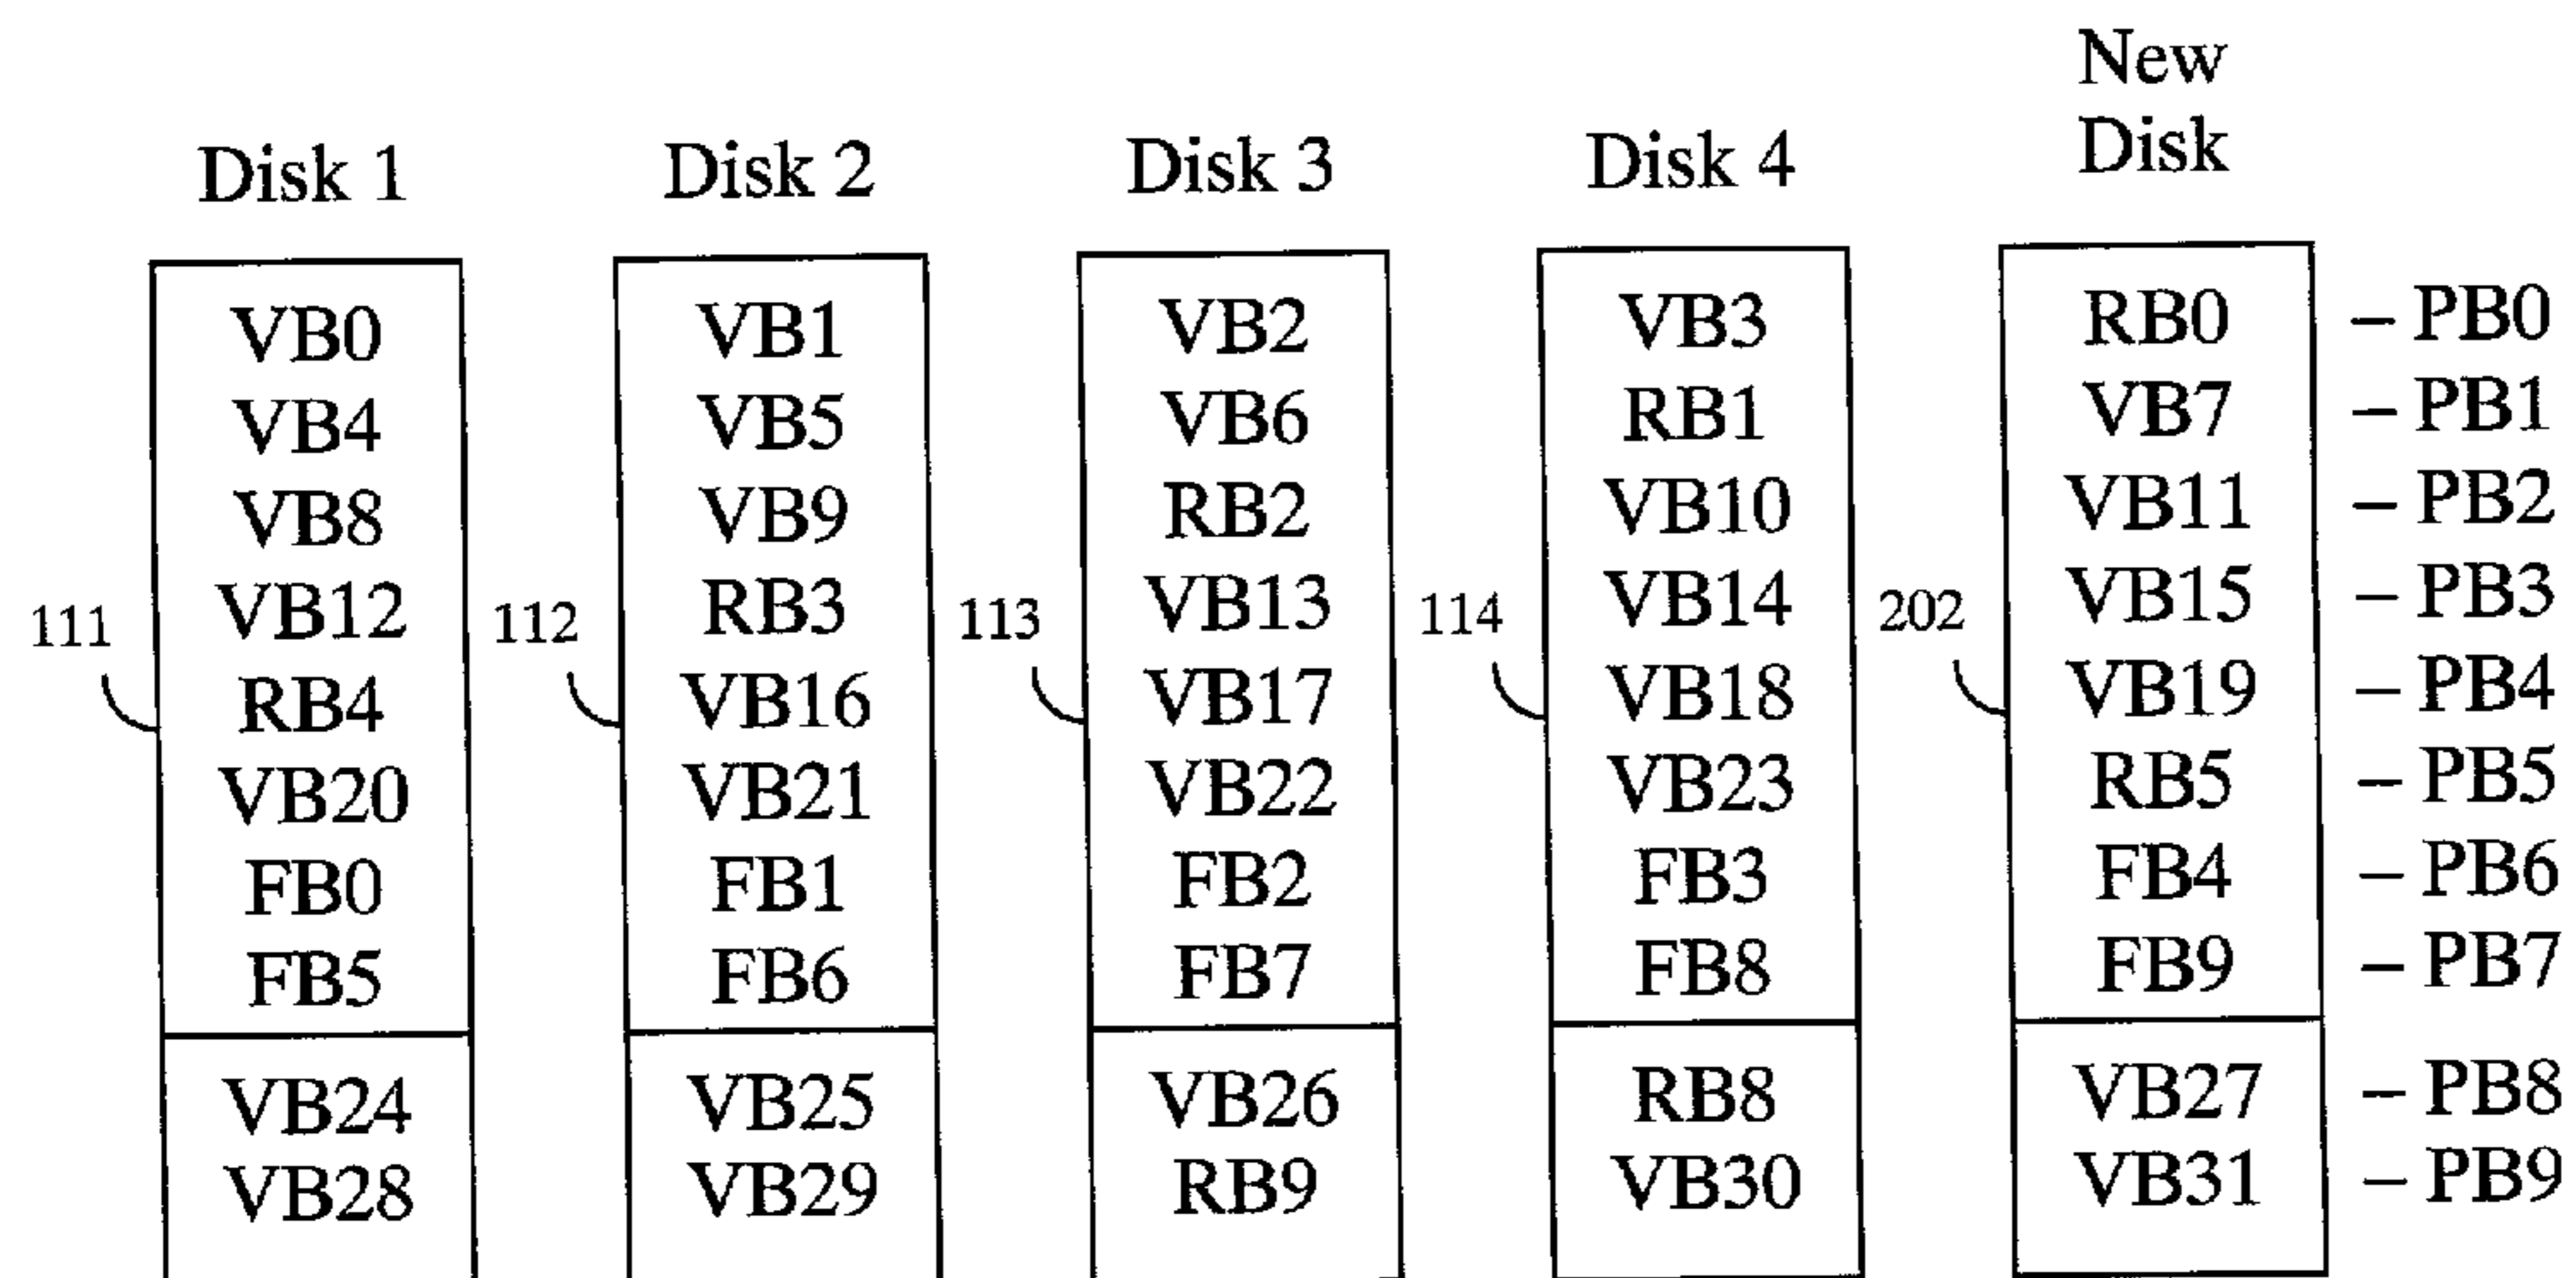 New
Disk 1 Disk 2 Disk 3 Disk 4 Disk
VB0 VB1 VB2 VB3 RB0 – PB0
VB4 VB5 VB6 RB1 VB7 – PB1
VB8 VB9 RB2 VB10 VB11 – PB2
111 VB12 112 RB3 113 VB13 114 VB14 202 VB15 – PB3
RB4 VB16 VB17 VB18 VB19 – PB4
VB20 VB21 VB22 VB23 RB5 – PB5
FB0 FB1 FB2 FB3 FB4 – PB6
FB5 FB6 FB7 FB8 FB9 – PB7
VB24 VB25 VB26 RB8 VB27 – PB8
VB28 VB29 RB9 VB30 VB31 – PB9